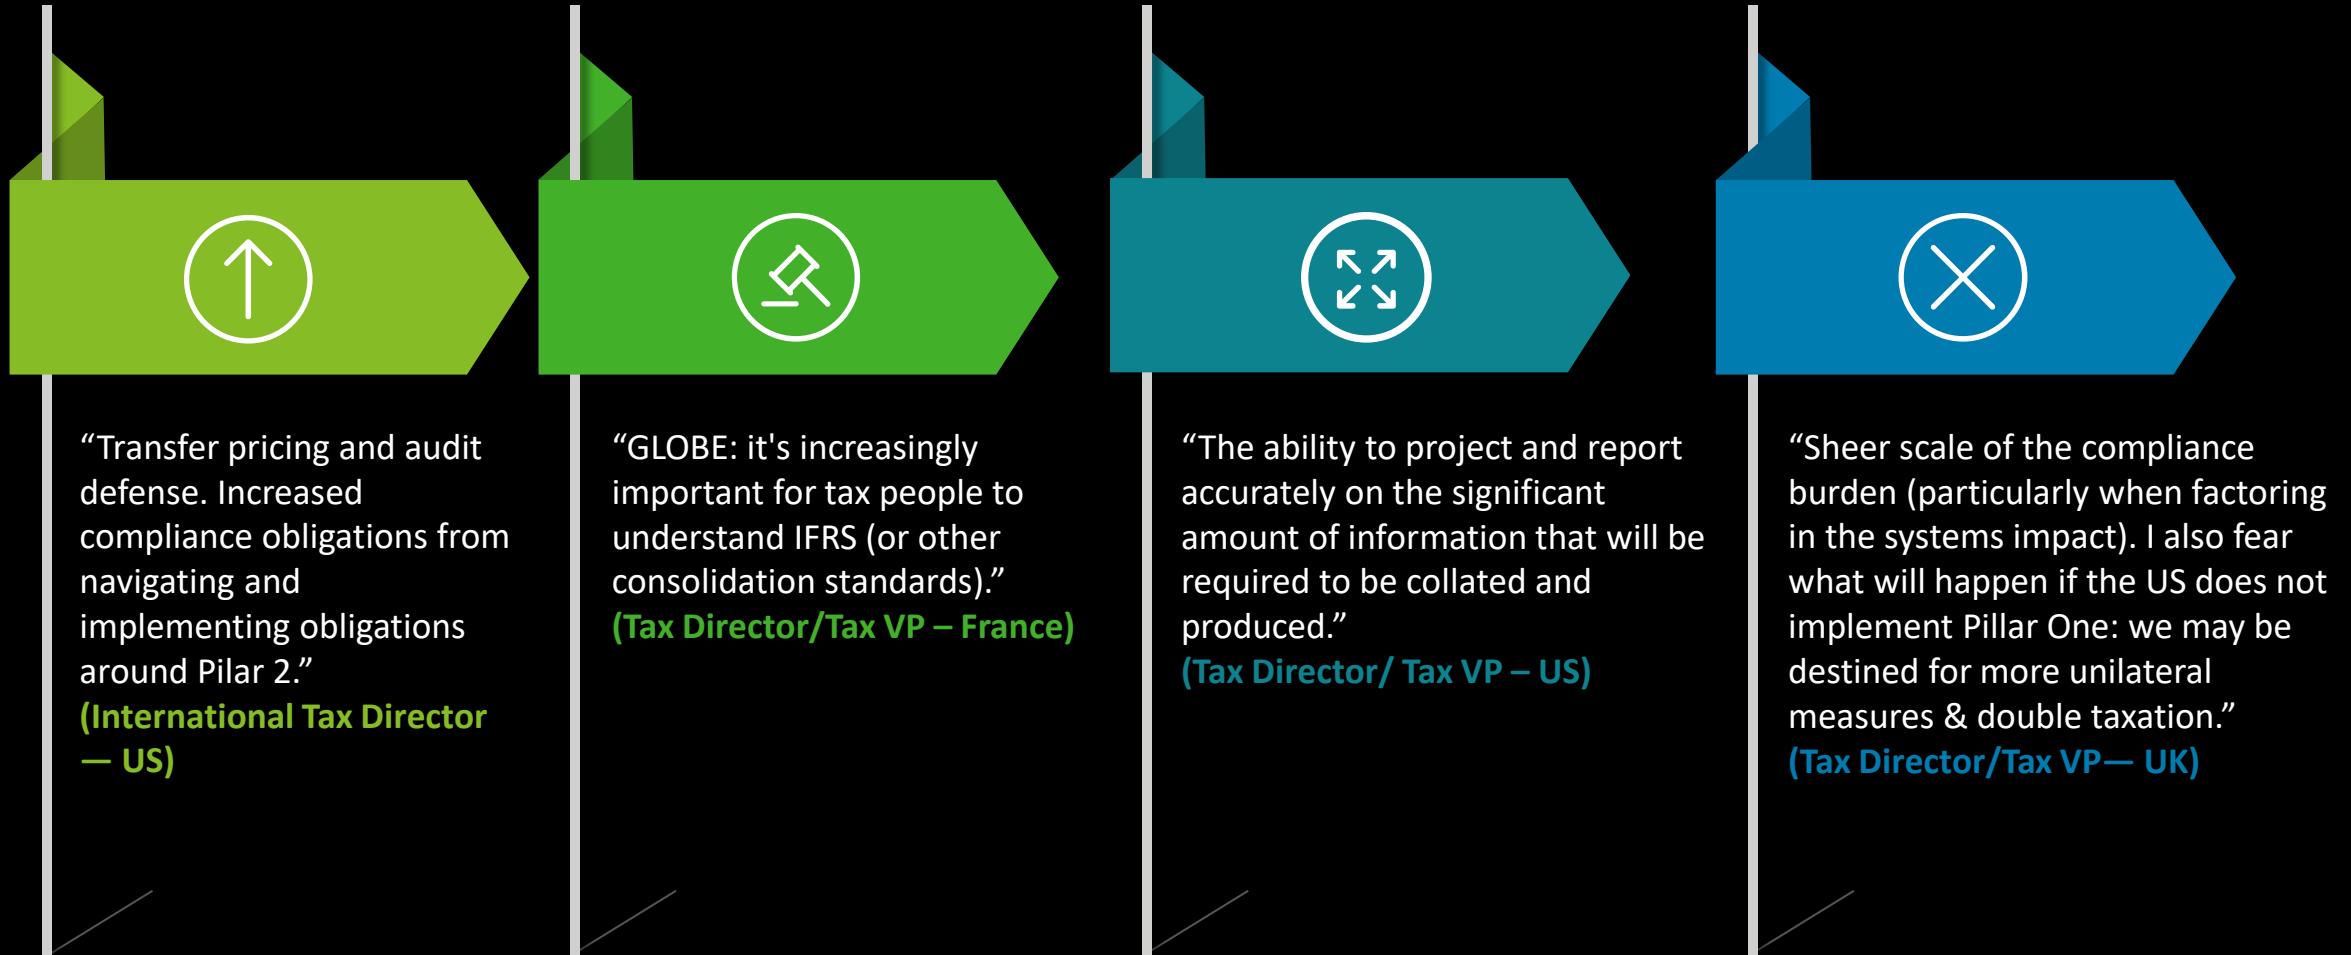 “Transfer pricing and audit
defense. Increased
compliance obligations from
navigating and
implementing obligations
around Pilar 2.”
(International Tax Director
— US)
“GLOBE: it's increasingly
important for tax people to
understand IFRS (or other
consolidation standards).”
(Tax Director/Tax VP – France)
“The ability to project and report
accurately on the significant
amount of information that will be
required to be collated and
produced.”
(Tax Director/ Tax VP – US)
“Sheer scale of the compliance
burden (particularly when factoring
in the systems impact). I also fear
what will happen if the US does not
implement Pillar One: we may be
destined for more unilateral
measures & double taxation.”
(Tax Director/Tax VP— UK)